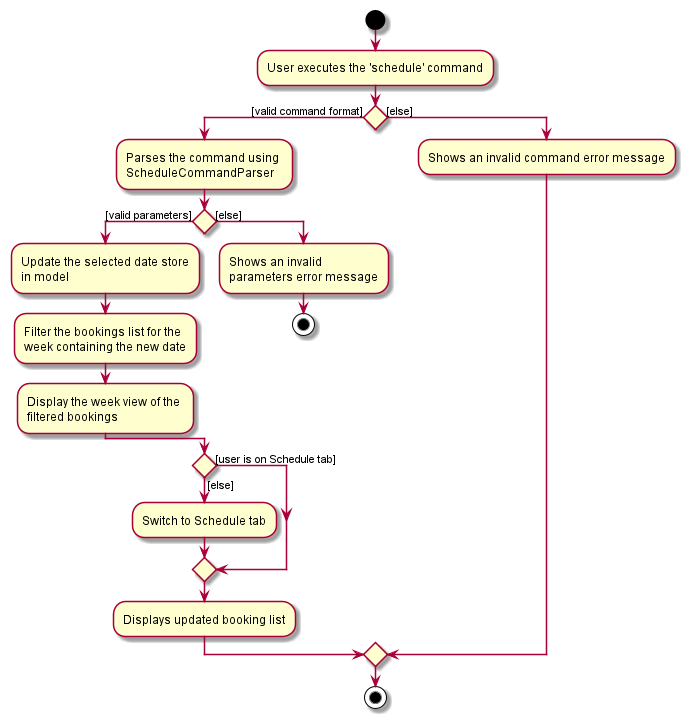 User executes the 'schedule' command
[valid command format]
[else]
Parses the command using
ScheduleCommandParser
Shows an invalid command error message
[valid parameters]
[else]
Update the selected date store
in model
Shows an invalid
parameters error message
Filter the bookings list for the
week containing the new date
Display the week view of the
filtered bookings
[user is on Schedule tab]
[else]
Switch to Schedule tab
Displays updated booking list